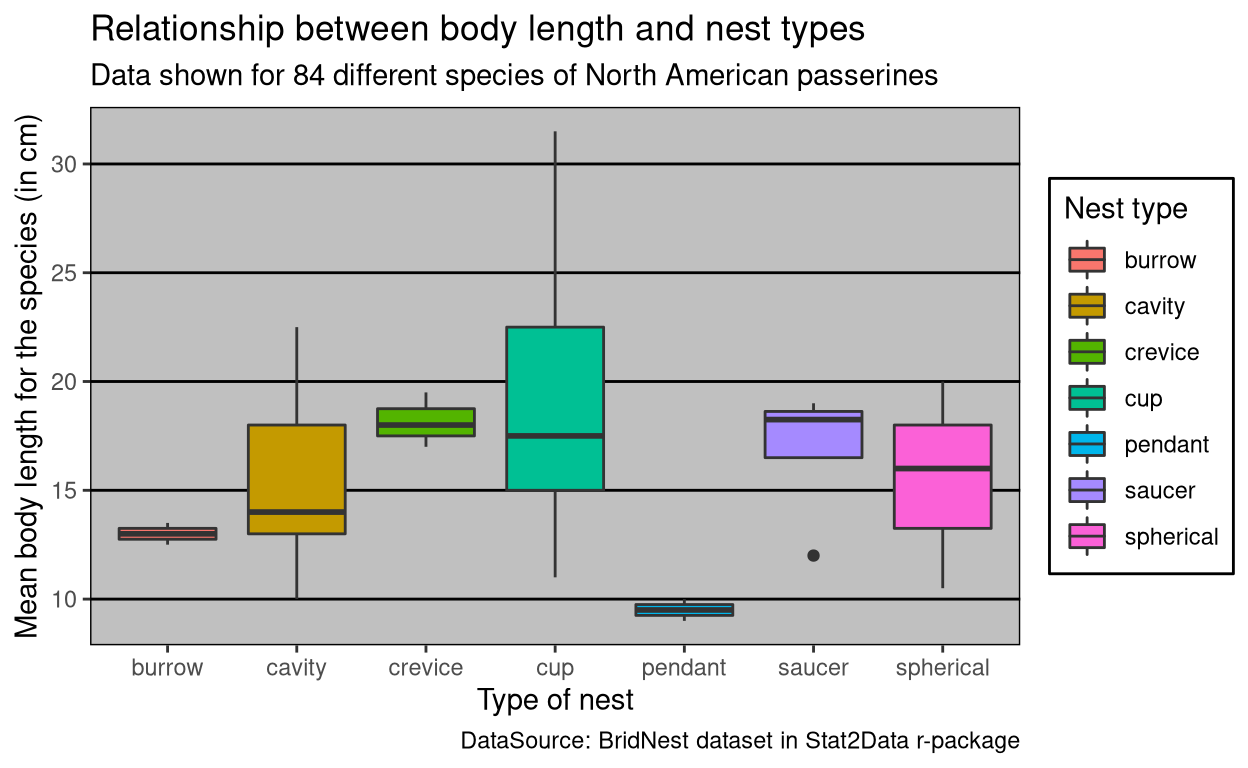 Relationship between body length and nest types
Data shown for 84 different species of North American passerines
Mean body length for the species (in cm)
30
25
20
15
10
burrow
cavity
crevice
cup
pendant
saucer
spherical
Type of nest
DataSource: BridNest dataset in Stat2Data r-package
Nest type
burrow
cavity
crevice
cup
pendant
saucer
spherical